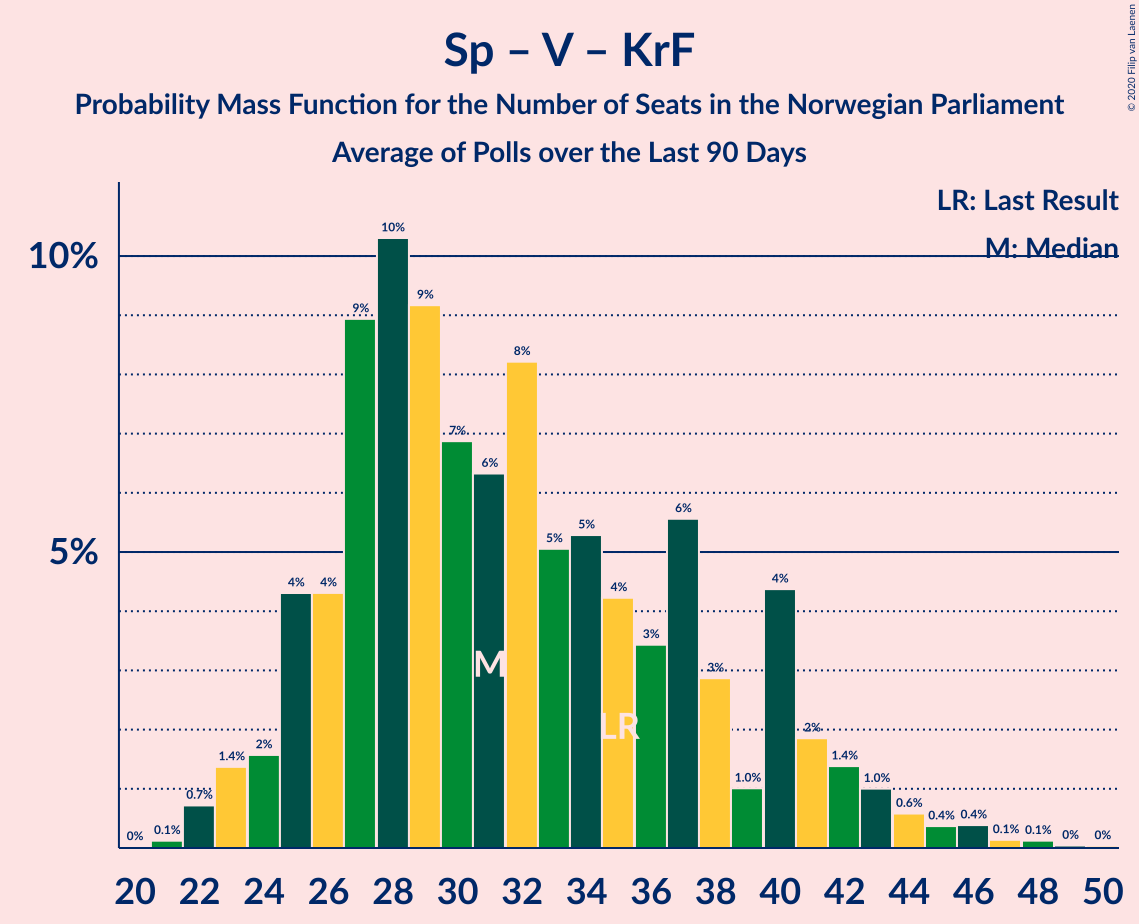 Sp – V – KrF
Probability Mass Function for the Number of Seats in the Norwegian Parliament
Average of Polls over the Last 90 Days
© 2020 Filip van Laenen
LR: Last Result
M: Median
10%
5%
0% 0.1% 0.7% 1.4% 2% 4% 4% 9% 10% 9% 7% 6% 8% 5% 5% 4% 3% 6% 3% 1.0% 4% 2% 1.4% 1.0% 0.6% 0.4% 0.4% 0.1% 0.1% 0% 0%
M
LR
20 22 24 26 28 30 32 34 36 38 40 42 44 46 48 50